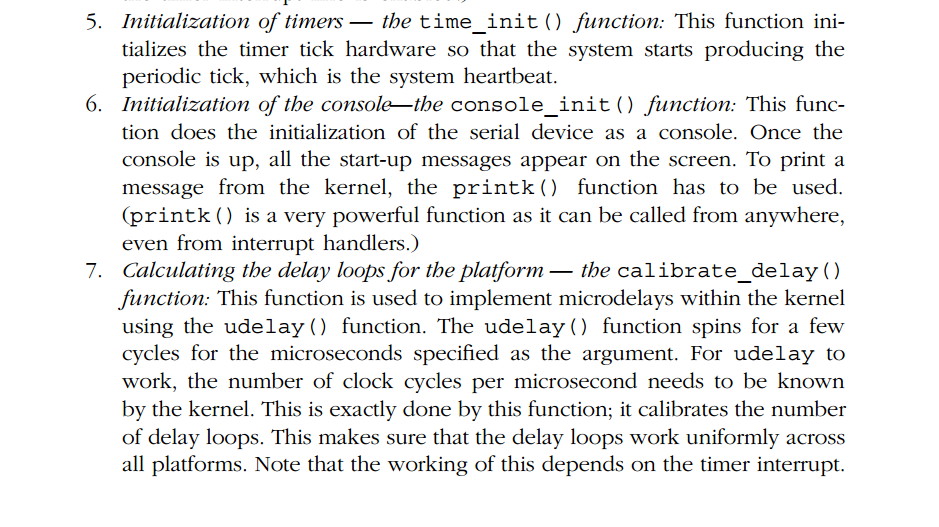 5. Initialization of timers — the time_init() function: This function ini-
tializes the timer tick hardware so that the system starts producing the
periodic tick, which is the system heartbeat.
6. Initialization of the console—the console_init() function: This func-
tion does the initialization of the serial device as a console. Once the
console is up, all the start-up messages appear on the screen. To print a
message from the kernel, the printk() function has to be used.
(printk() is a very powerful function as it can be called from anywhere,
even from interrupt handlers.)
7. Calculating the delay loops for the platform — the calibrate_delay()
function: This function is used to implement microdelays within the kernel
using the udelay() function. The udelay() function spins for a few
cycles for the microseconds specified as the argument. For udelay to
work, the number of clock cycles per microsecond needs to be known
by the kernel. This is exactly done by this function; it calibrates the number
of delay loops. This makes sure that the delay loops work uniformly across
all platforms. Note that the working of this depends on the timer interrupt.